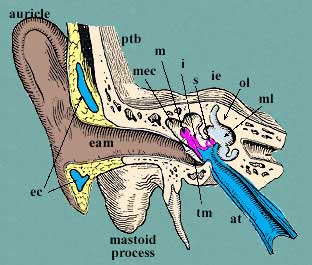 auricle
ptb
m
i
ie
mec
s
ol
ml
eam
ec
tm
at
mastoid
process